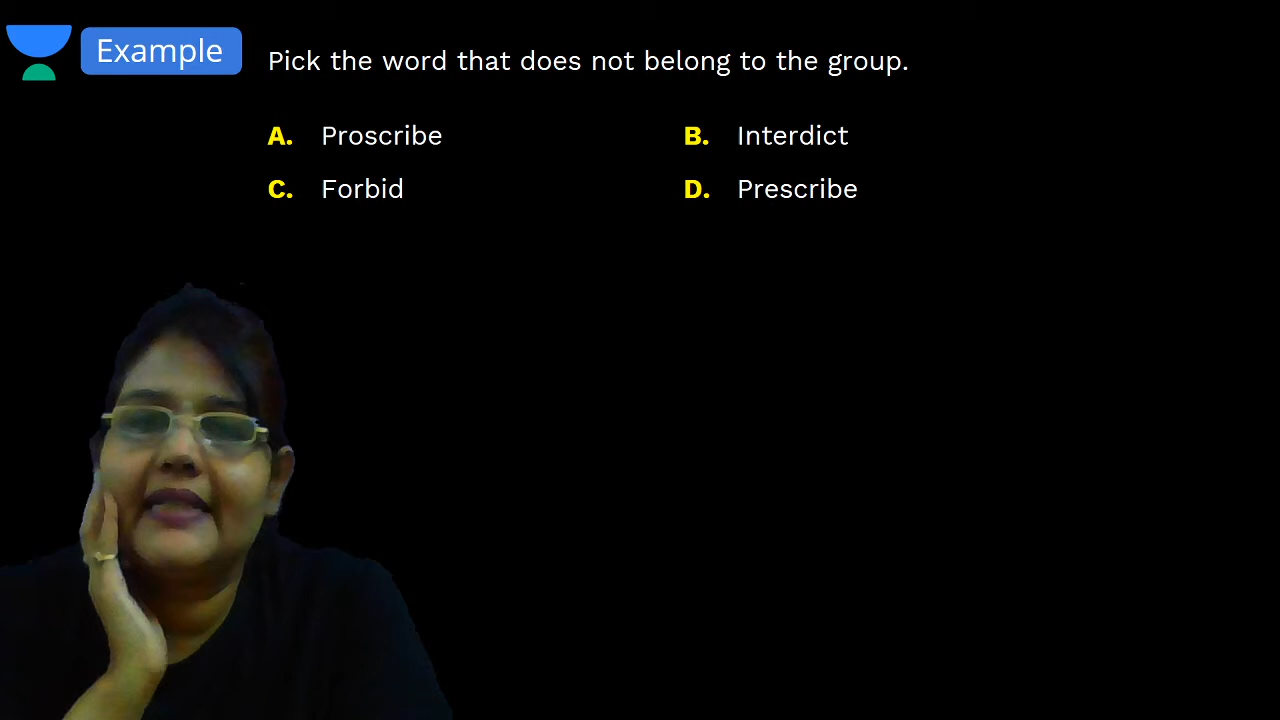 Example Pick the word that does not belong to the group.
A. Proscribe B. Interdict
C. Forbid D. Prescribe